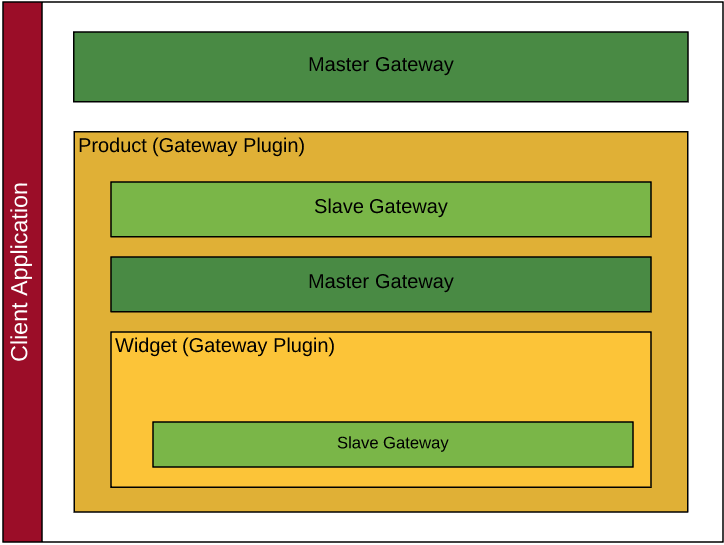 Client Application
Master Gateway
Product (Gateway Plugin)
Slave Gateway
Master Gateway
Widget (Gateway Plugin)
Slave Gateway